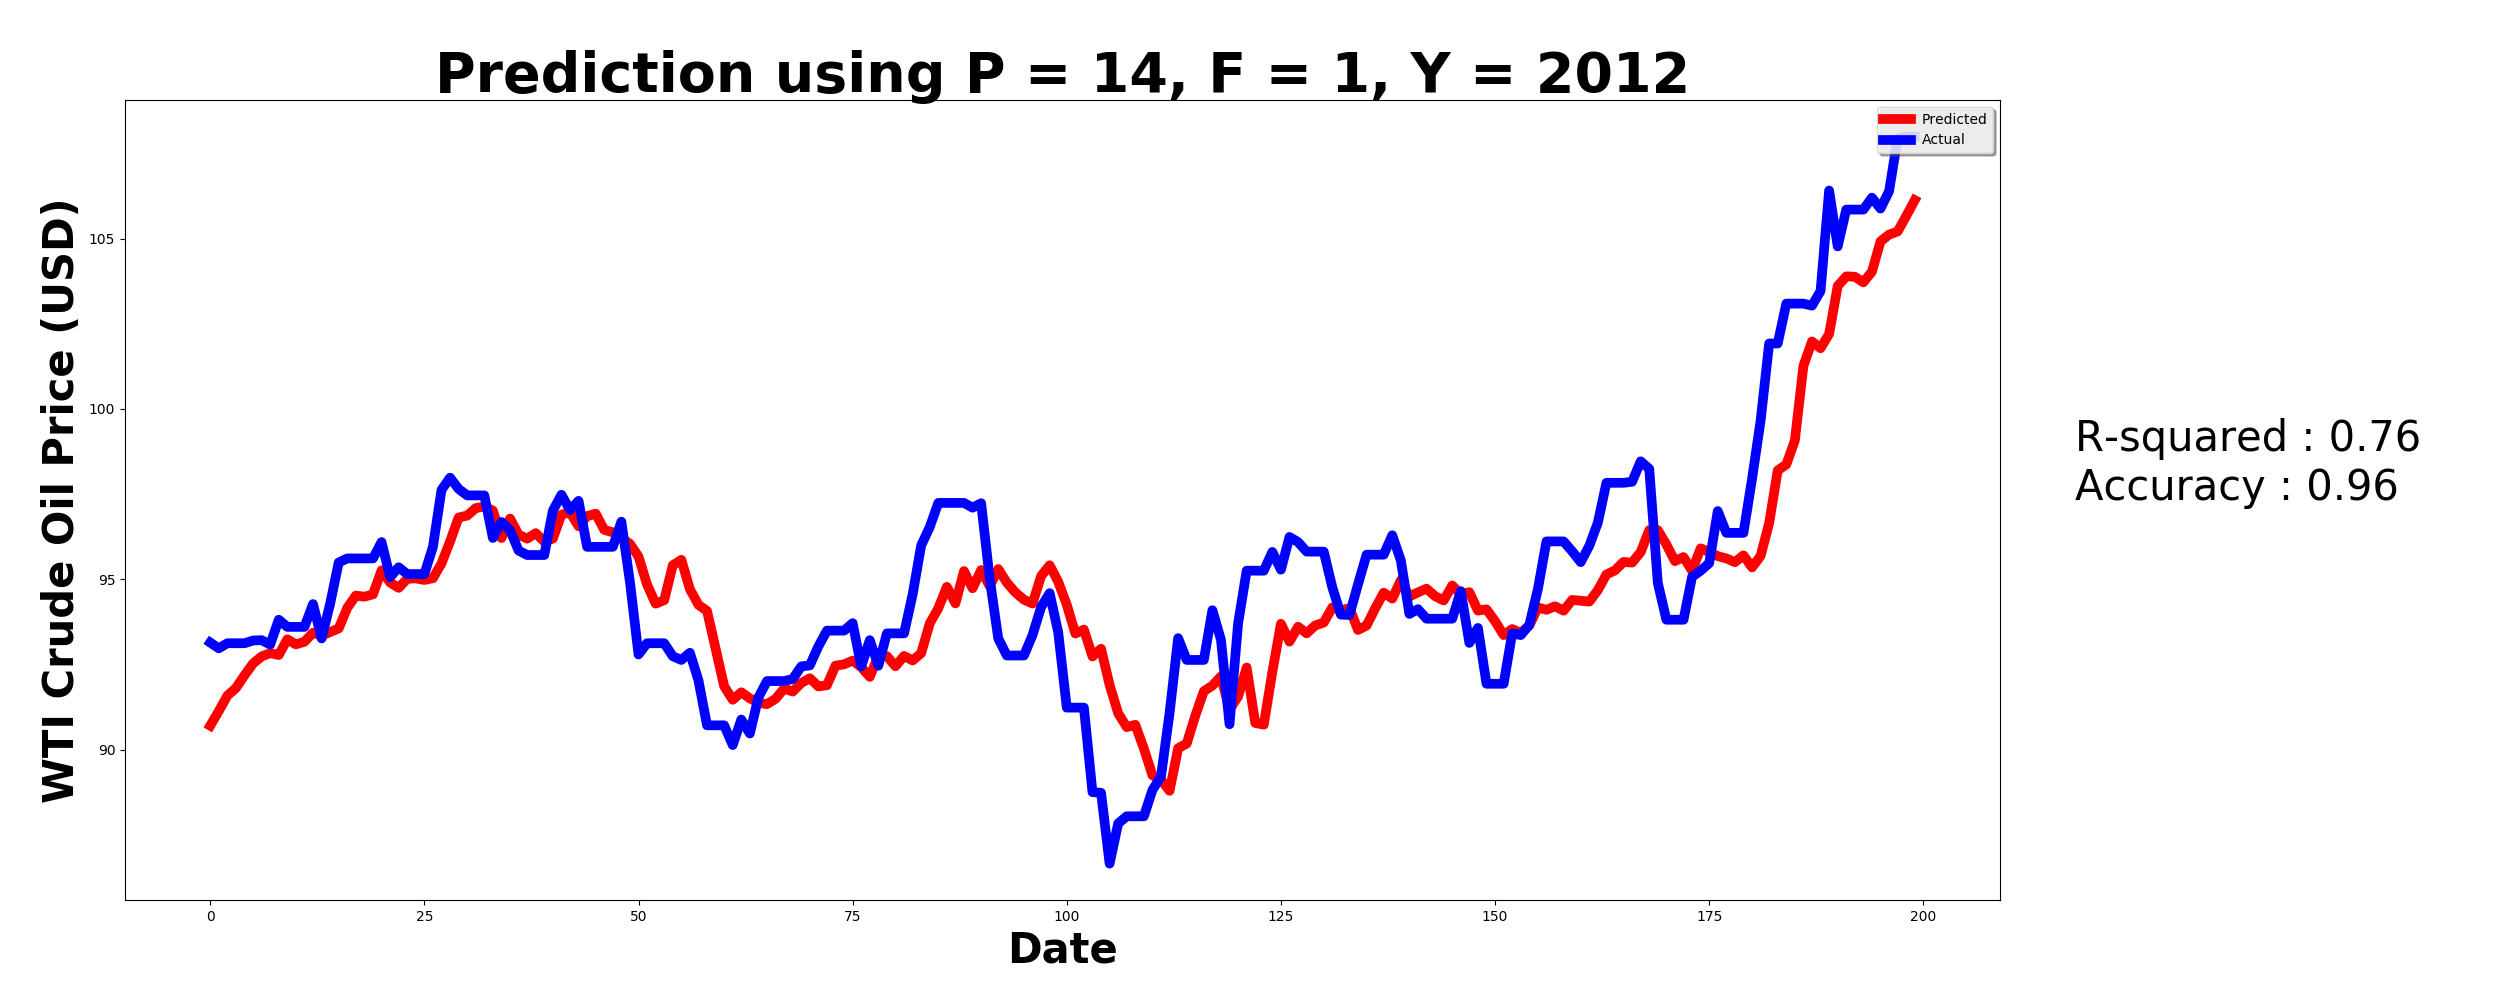 Prediction using P = 14, F = 1, Y = 2012
Predicted
Actual
WTI Crude Oil Price (USD)
105
100
95
90
R-squared : 0.76
Accuracy : 0.96
0 25 50 75 100 125 150 175 200
Date